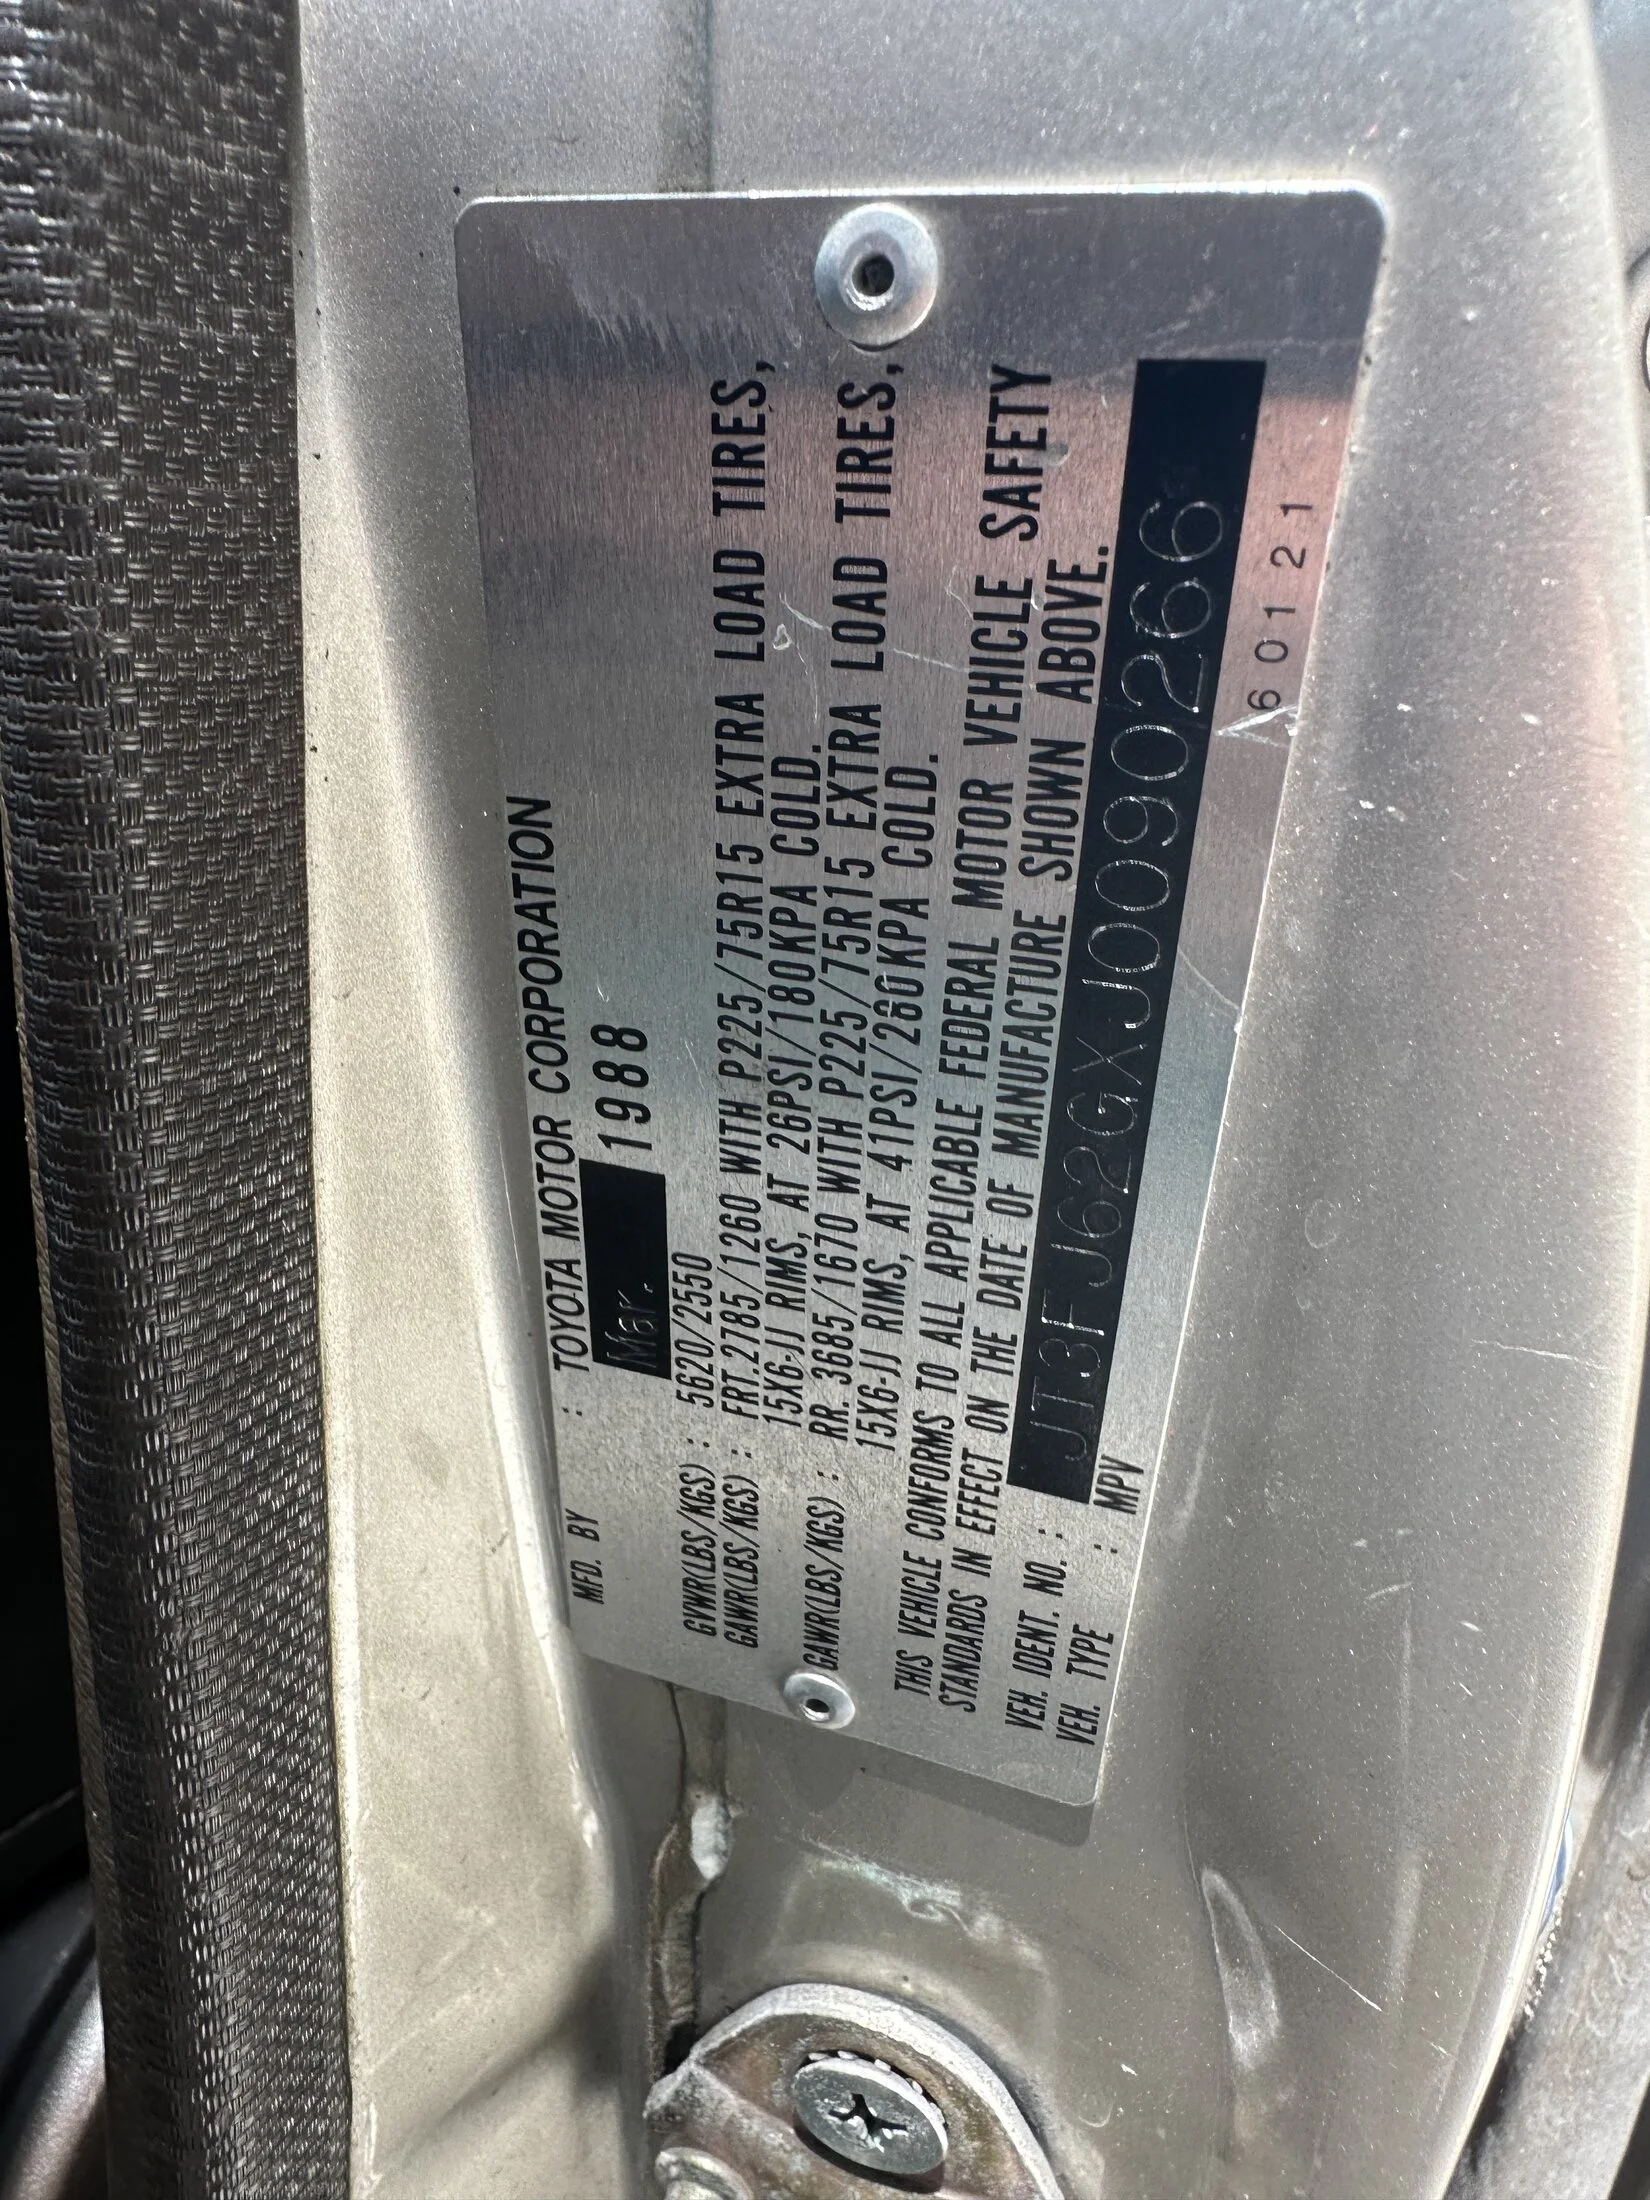 MFD. BY : TOYOTA MOTOR CORPORATION
Mar. 1988
GVWR(LBS/KGS) : 5620/2550
GAWR(LBS/KGS) : FRT.2785/1260 WITH P225/75R15 EXTRA LOAD TIRES,
15X6-JJ RIMS, AT 26PSI/180KPA COLD.
GAWR(LBS/KGS) : RR. 3685/1670 WITH P225/75R15 EXTRA LOAD TIRES,
15X6-JJ RIMS, AT 41PSI/280KPA COLD.
THIS VEHICLE CONFORMS TO ALL APPLICABLE FEDERAL MOTOR VEHICLE SAFETY
STANDARDS IN EFFECT ON THE DATE OF MANUFACTURE SHOWN ABOVE.
VEH. IDENT. NO. : JT3FJ62GXJ0090266
VEH. TYPE : MPV
60121